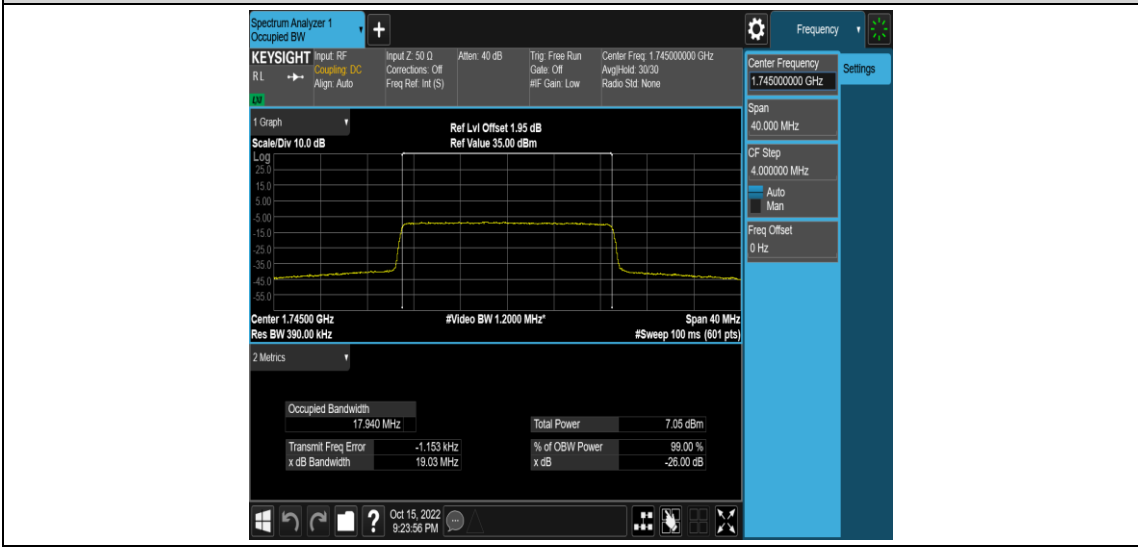 Spectrum Analyzer 1
Occupied BW
+
Frequency
KEYSIGHT
RL
LNI
Input: RF
Coupling: DC
Align: Auto
Input Z: 50 Ω
Corrections: Off
Freq Ref: Int (S)
Atten: 40 dB
Trig: Free Run
Gate: Off
#IF Gain: Low
Center Freq: 1.745000000 GHz
Avg|Hold: 30/30
Radio Std: None
Center Frequency
1.745000000 GHz
Settings
Span
40.000 MHz
CF Step
4.000000 MHz
Auto
Man
Freq Offset
0 Hz
1 Graph
Scale/Div 10.0 dB
Ref Lvl Offset 1.95 dB
Ref Value 35.00 dBm
Log
25.0
15.0
5.00
-5.00
-15.0
-25.0
-35.0
-45.0
-55.0
Center 1.74500 GHz
#Video BW 1.2000 MHz*
Span 40 MHz
Res BW 390.00 kHz
#Sweep 100 ms (601 pts)
2 Metrics
Occupied Bandwidth
17.940 MHz
Total Power 7.05 dBm
Transmit Freq Error -1.153 kHz
% of OBW Power 99.00 %
x dB Bandwidth 19.03 MHz
x dB -26.00 dB
?
Oct 15, 2022
9:23:56 PM